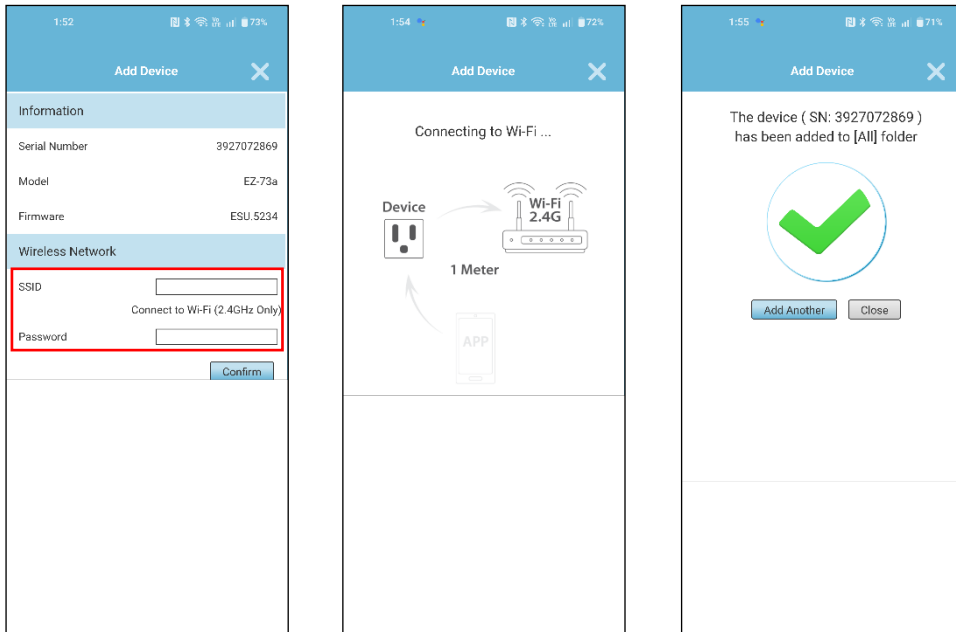 1:52
73%
Add Device
Information
Serial Number 3927072869
Model EZ-73a
Firmware ESU.5234
Wireless Network
SSID
Connect to Wi-Fi (2.4GHz Only)
Password
Confirm
1:54
72%
Add Device
Connecting to Wi-Fi ...
Device
Wi-Fi
2.4G
1 Meter
APP
1:55
71%
Add Device
The device ( SN: 3927072869 )
has been added to [All] folder
Add Another
Close